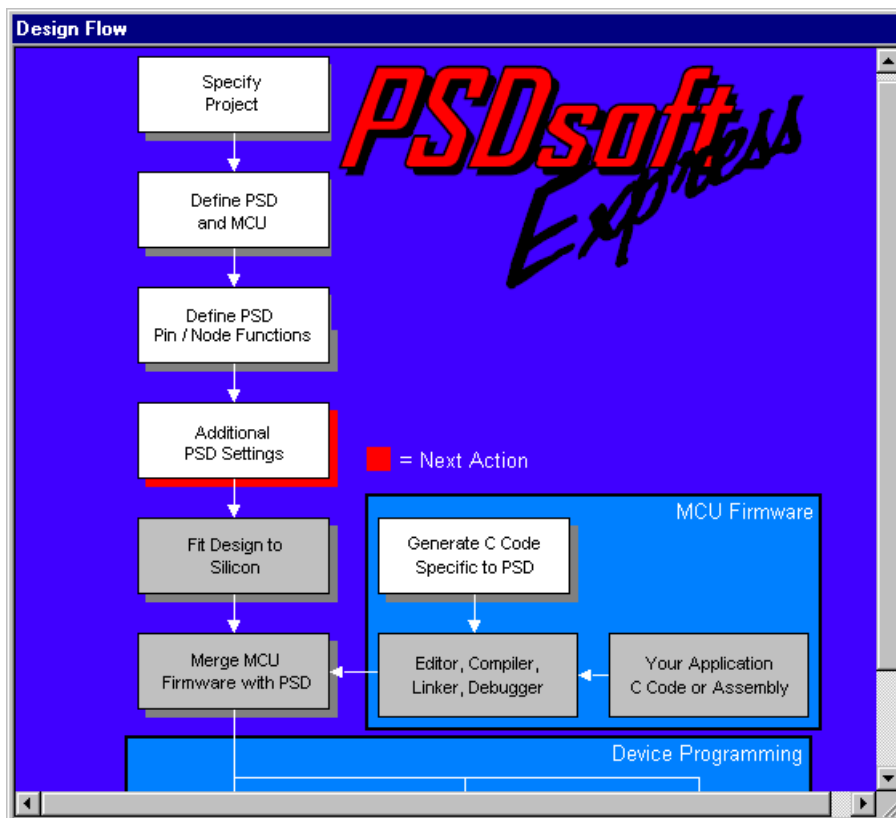 Design Flow
PSDsoft
Express
Specify
Project
Define PSD
and MCU
Define PSD
Pin / Node Functions
Additional
PSD Settings
= Next Action
MCU Firmware
Fit Design to
Silicon
Generate C Code
Specific to PSD
Merge MCU
Firmware with PSD
Editor, Compiler,
Linker, Debugger
Your Application
C Code or Assembly
Device Programming